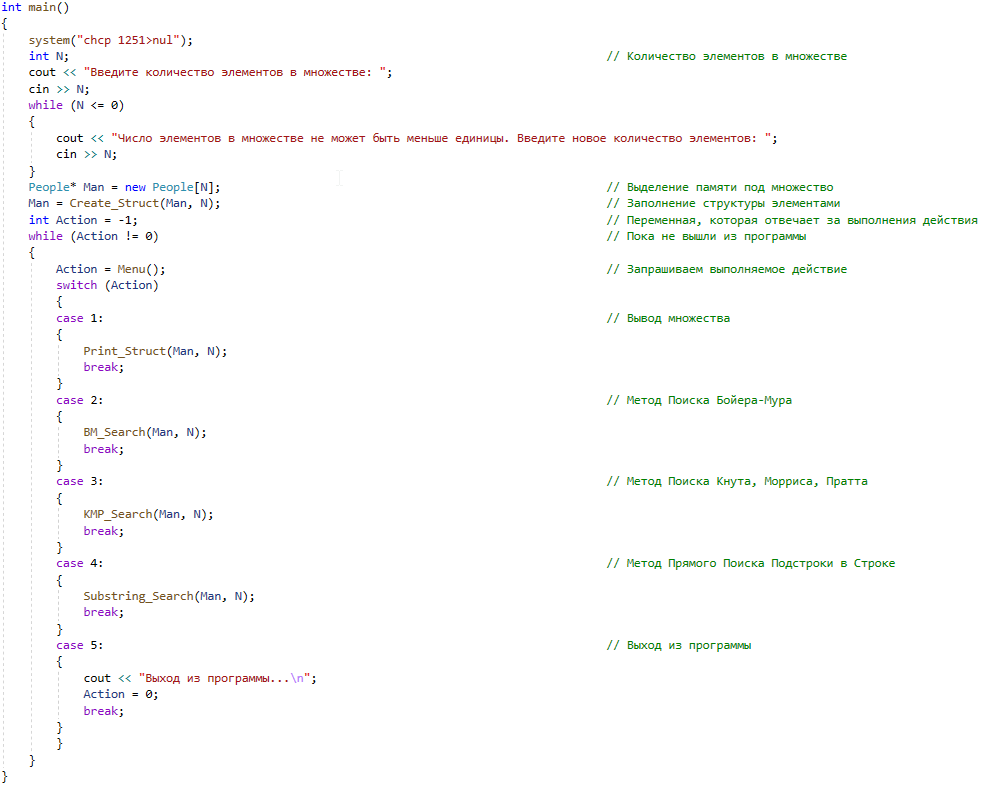 int main()
{
system("chcp 1251>nul");
int N; // Количество элементов в множестве
cout << "Введите количество элементов в множестве: ";
cin >> N;
while (N <= 0)
{
cout << "Число элементов в множестве не может быть меньше единицы. Введите новое количество элементов: ";
cin >> N;
}
People* Man = new People[N]; // Выделение памяти под множество
Man = Create_Struct(Man, N); // Заполнение структуры элементами
int Action = -1; // Переменная, которая отвечает за выполнения действия
while (Action != 0) // Пока не вышли из программы
{
Action = Menu(); // Запрашиваем выполняемое действие
switch (Action)
{
case 1: // Вывод множества
{
Print_Struct(Man, N);
break;
}
case 2: // Метод Поиска Бойера-Мура
{
BM_Search(Man, N);
break;
}
case 3: // Метод Поиска Кнута, Морриса, Пратта
{
KMP_Search(Man, N);
break;
}
case 4: // Метод Прямого Поиска Подстроки в Строке
{
Substring_Search(Man, N);
break;
}
case 5: // Выход из программы
{
cout << "Выход из программы...\n";
Action = 0;
break;
}
}
}
}